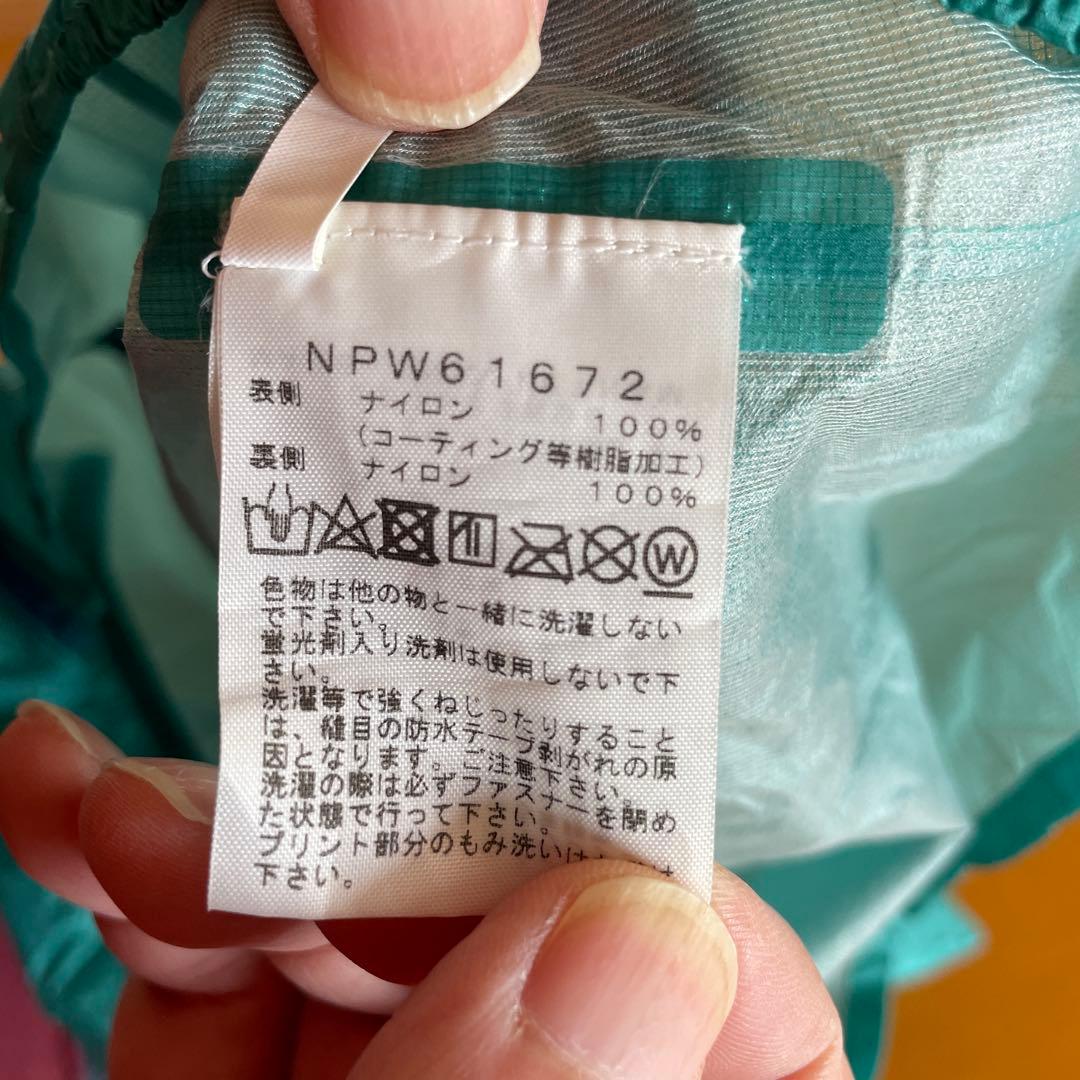 NPW61672
表側 ナイロン 100%
(コーティング等樹脂加工)
裏側 ナイロン 100%
W
色物は他の物と一緒に洗濯しない
で下さい。
蛍光剤入り洗剤は使用しないで下
さい。
洗濯等で強くねじったりすること
は、縫目の防水テープ剥がれの原
因となります。ご注意下さい。
洗濯の際は必ずファスナーを閉め
た状態で行って下さい。
プリント部分のもみ洗いは
下さい。